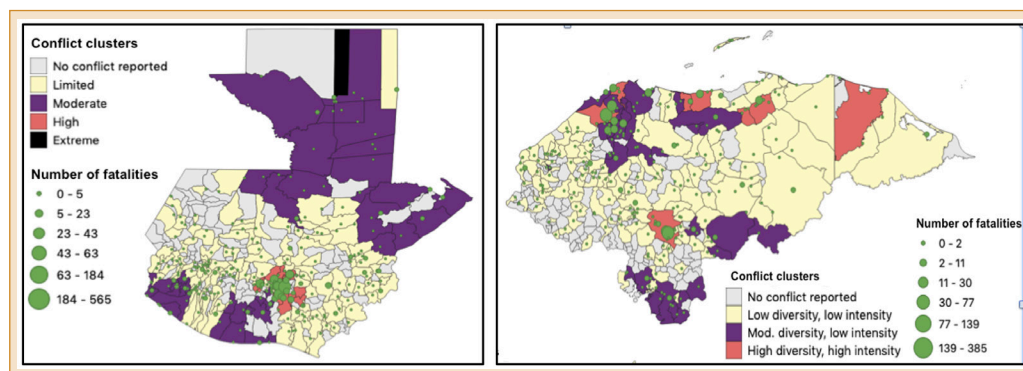 Conflict clusters
No conflict reported
Limited
Moderate
High
Extreme
Number of fatalities
0 - 5
5 - 23
23 - 43
43 - 63
63 - 184
184 - 565
Number of fatalities
0 - 2
2 - 11
11 - 30
30 - 77
77 - 139
139 - 385
Conflict clusters
No conflict reported
Low diversity, low intensity
Mod. diversity, low intensity
High diversity, high intensity